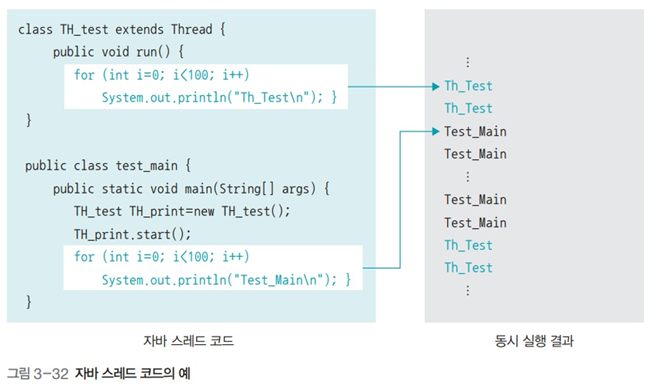 class TH_test extends Thread {
public void run() {
for (int i=0; i<100; i++)
System.out.println("Th_Test\n"); }
}
public class test_main {
public static void main(String[] args) {
TH_test TH_print=new TH_test();
TH_print.start();
for (int i=0; i<100; i++)
System.out.println("Test_Main\n"); }
}
⋮
Th_Test
Th_Test
Test_Main
Test_Main
⋮
Test_Main
Test_Main
Th_Test
Th_Test
⋮
자바 스레드 코드
동시 실행 결과
그림 3-32 자바 스레드 코드의 예